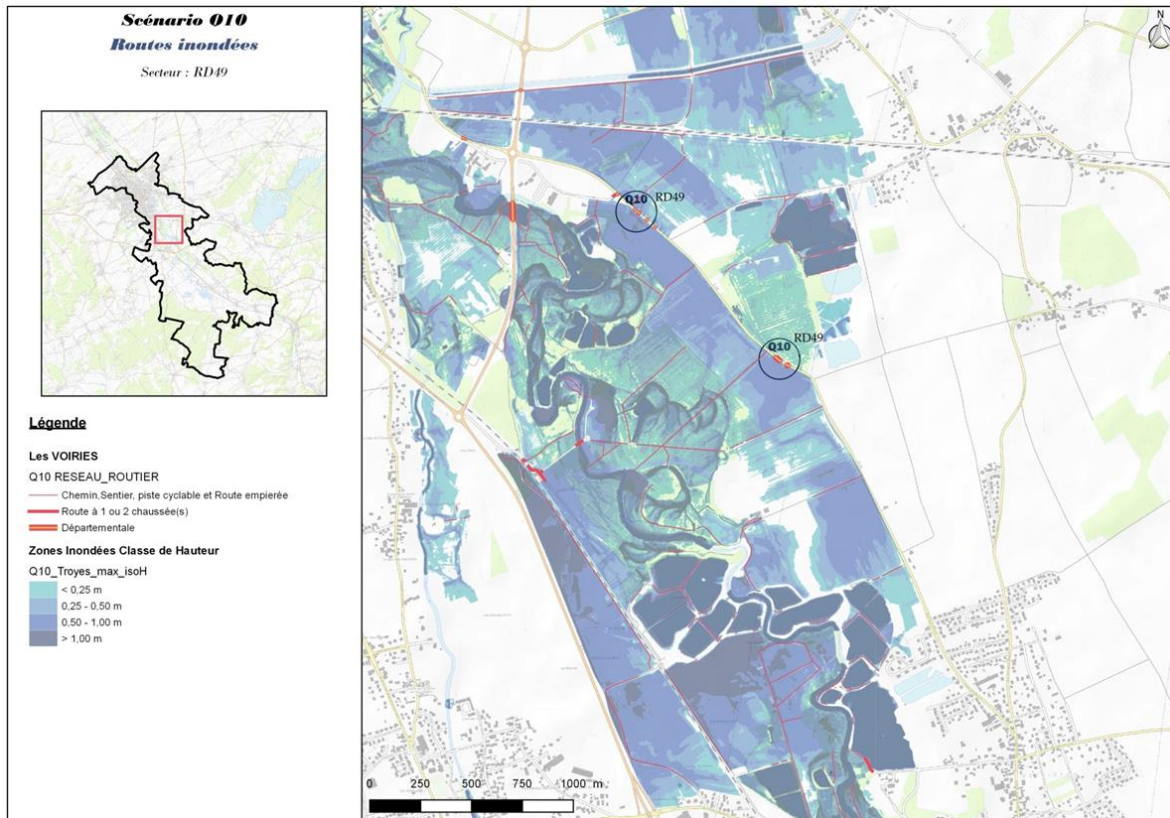 Scénario Q10
Routes inondées
Secteur : RD49
Légende
Les VOIRIES
Q10 RESEAU_ROUTIER
Chemin,Sentier, piste cyclable et Route empierée
Route à 1 ou 2 chaussée(s)
Départementale
Zones Inondées Classe de Hauteur
Q10_Troyes_max_isoH
< 0,25 m
0,25 - 0,50 m
0,50 - 1,00 m
> 1,00 m
N
Q10 RD49
RD49
Q10
0 250 500 750 1000 m